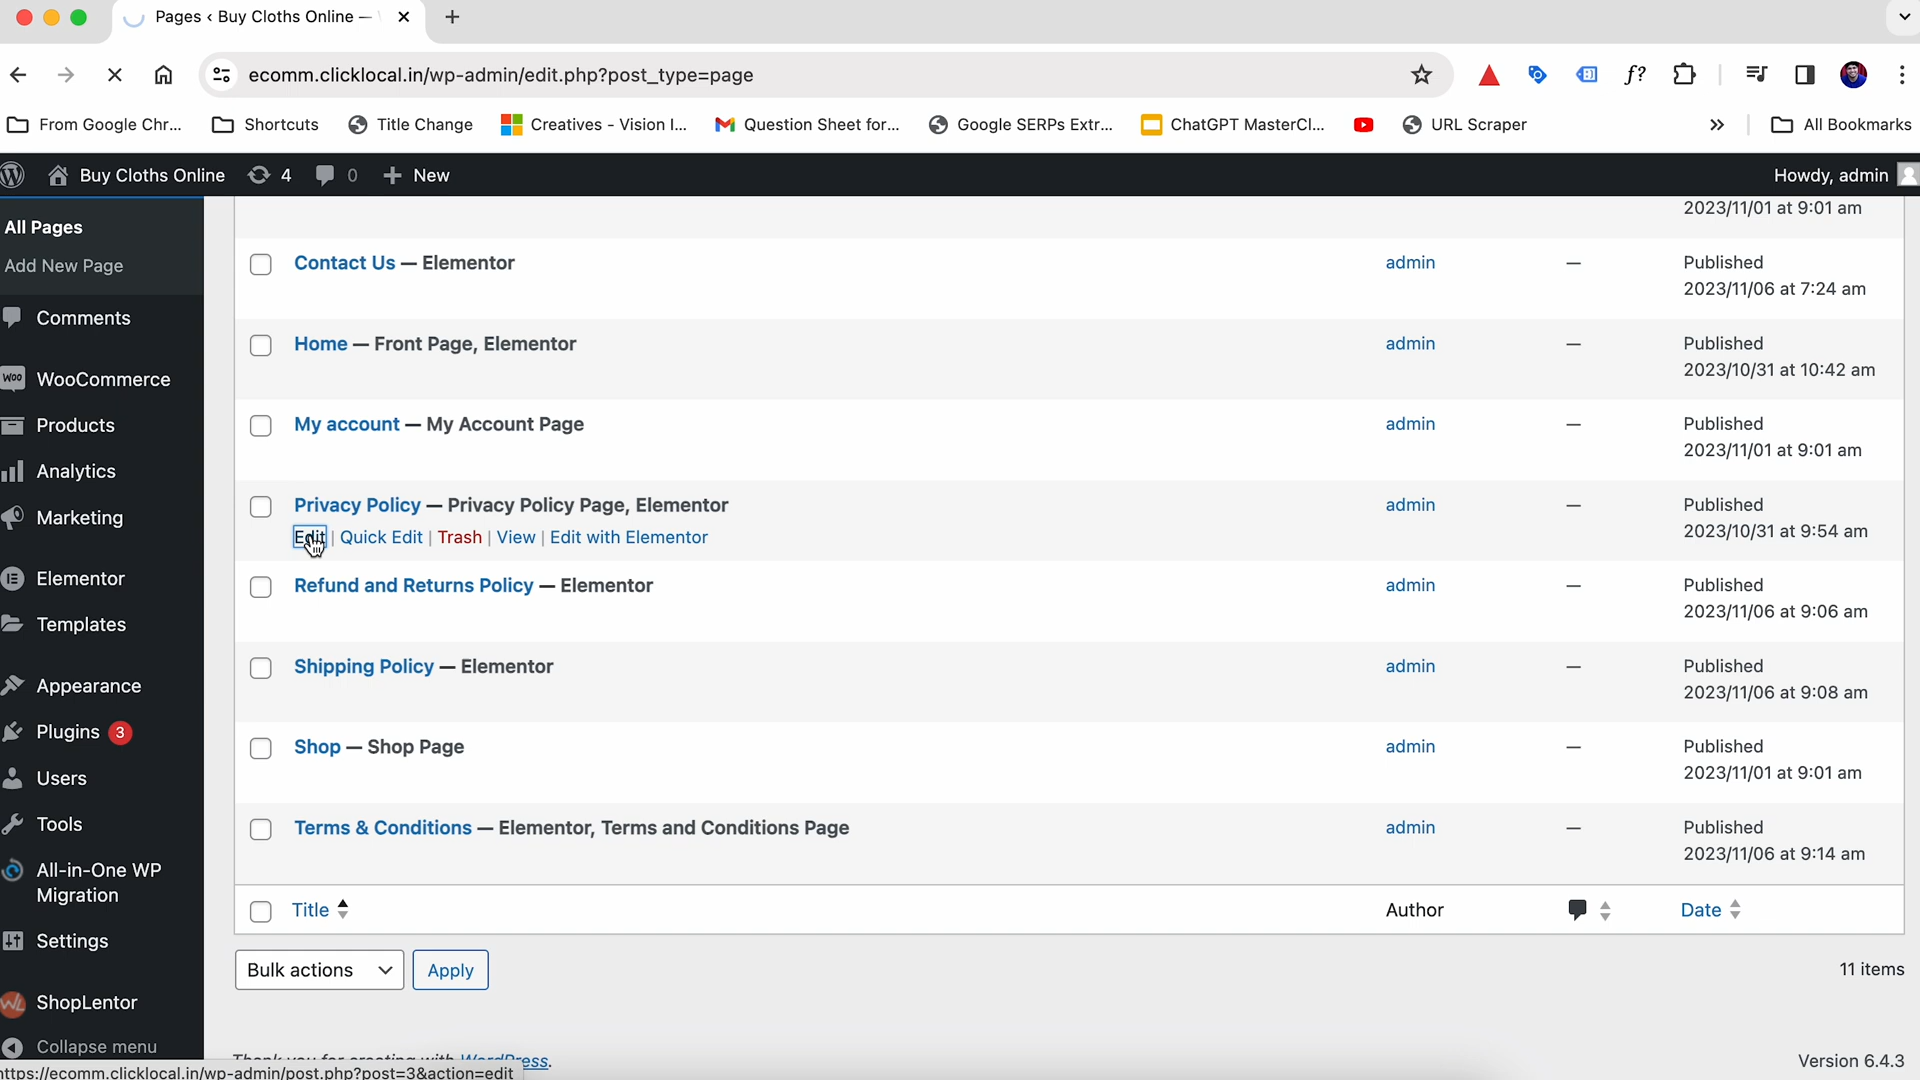 Pages ‹ Buy Cloths Online —
ecomm.clicklocal.in/wp-admin/edit.php?post_type=page
From Google Chr... Shortcuts Title Change Creatives - Vision I... Question Sheet for... Google SERPs Extr... ChatGPT MasterCl... URL Scraper » All Bookmarks
Buy Cloths Online 4 0 + New Howdy, admin
All Pages
Add New Page
Comments
WooCommerce
Products
Analytics
Marketing
Elementor
Templates
Appearance
Plugins 3
Users
Tools
All-in-One WP
Migration
Settings
ShopLentor
Collapse menu
2023/11/01 at 9:01 am
Contact Us — Elementor admin — Published
2023/11/06 at 7:24 am
Home — Front Page, Elementor admin — Published
2023/10/31 at 10:42 am
My account — My Account Page admin — Published
2023/11/01 at 9:01 am
Privacy Policy — Privacy Policy Page, Elementor admin — Published
Edit | Quick Edit | Trash | View | Edit with Elementor 2023/10/31 at 9:54 am
Refund and Returns Policy — Elementor admin — Published
2023/11/06 at 9:06 am
Shipping Policy — Elementor admin — Published
2023/11/06 at 9:08 am
Shop — Shop Page admin — Published
2023/11/01 at 9:01 am
Terms & Conditions — Elementor, Terms and Conditions Page admin — Published
2023/11/06 at 9:14 am
Title Author Date
Bulk actions Apply 11 items
Thank you for creating with WordPress. Version 6.4.3
https://ecomm.clicklocal.in/wp-admin/post.php?post=3&action=edit